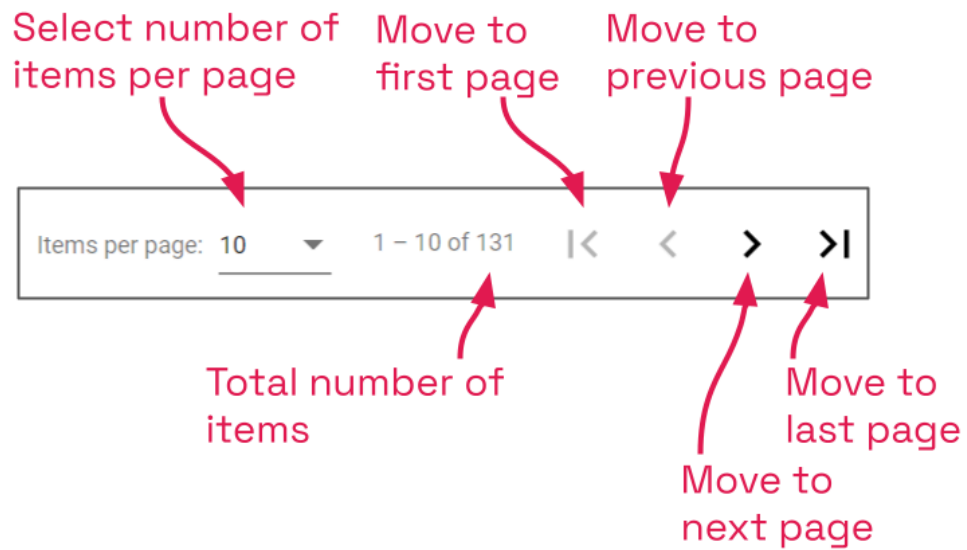 Select number of
items per page
Move to
first page
Move to
previous page
Items per page: 10
1 – 10 of 131
Total number of
items
Move to
last page
Move to
next page